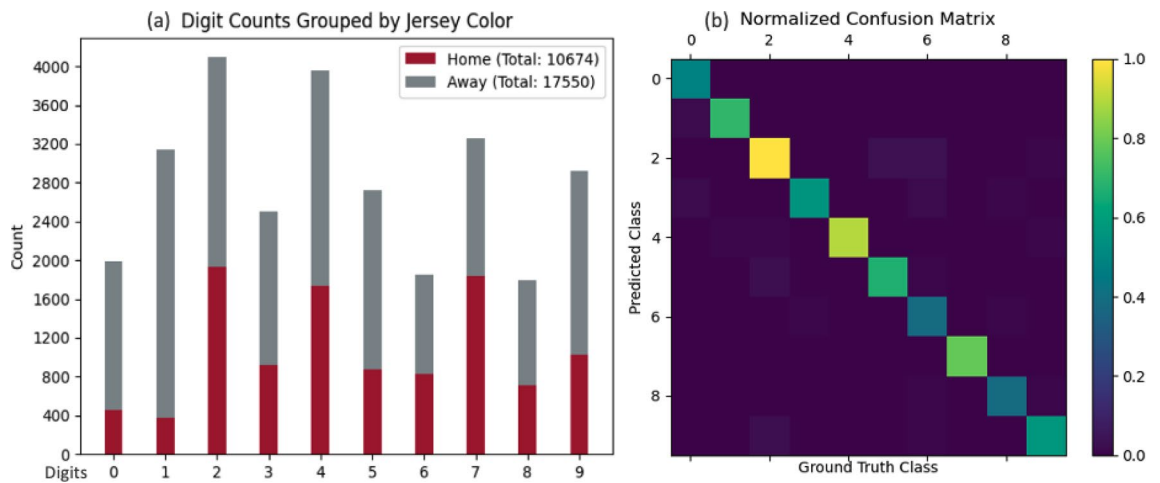 (a) Digit Counts Grouped by Jersey Color
Home (Total: 10674)
Away (Total: 17550)
Count
4000
3600
3200
2800
2400
2000
1600
1200
800
400
0
Digits 0 1 2 3 4 5 6 7 8 9
(b) Normalized Confusion Matrix
0 2 4 6 8
Predicted Class
0
2
4
6
8
Ground Truth Class
1.0
0.8
0.6
0.4
0.2
0.0